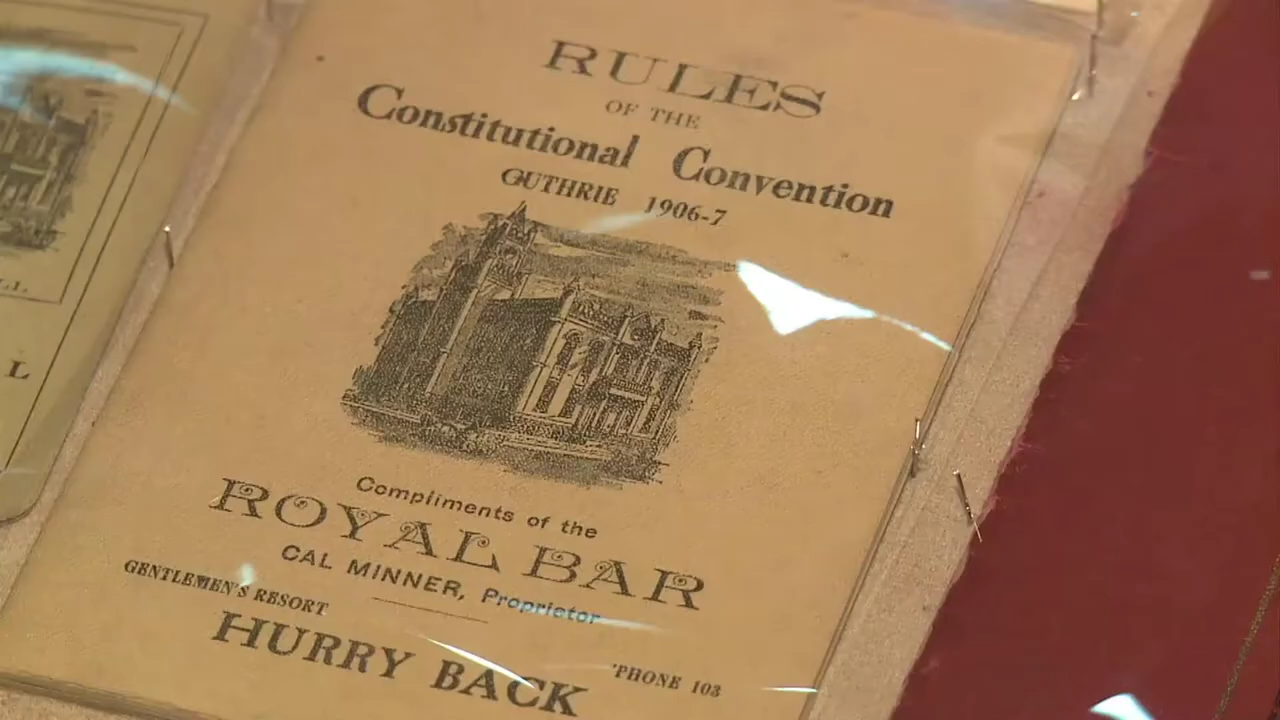 RULES
OF THE
Constitutional Convention
GUTHRIE 1906-7
Compliments of the
ROYAL BAR
CAL MINNER, Proprietor
GENTLEMEN'S RESORT
HURRY BACK
'PHONE 103
L